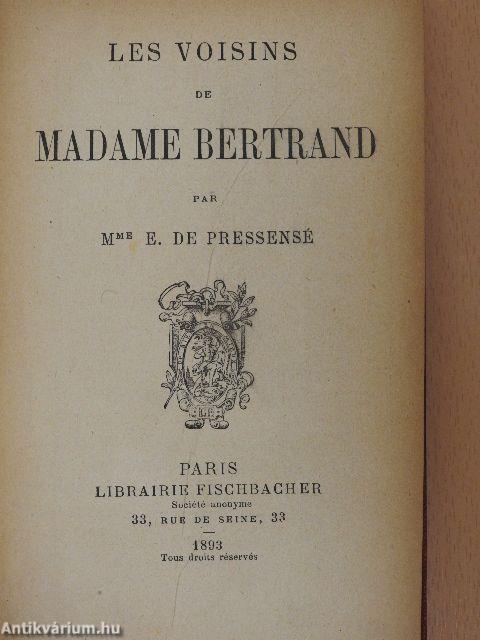 LES VOISINS
DE
MADAME BERTRAND
PAR
MME E. DE PRESSENSÉ
PARIS
LIBRAIRIE FISCHBACHER
Société anonyme
33, RUE DE SEINE, 33
1893
Tous droits réservés
Antikvárium.hu